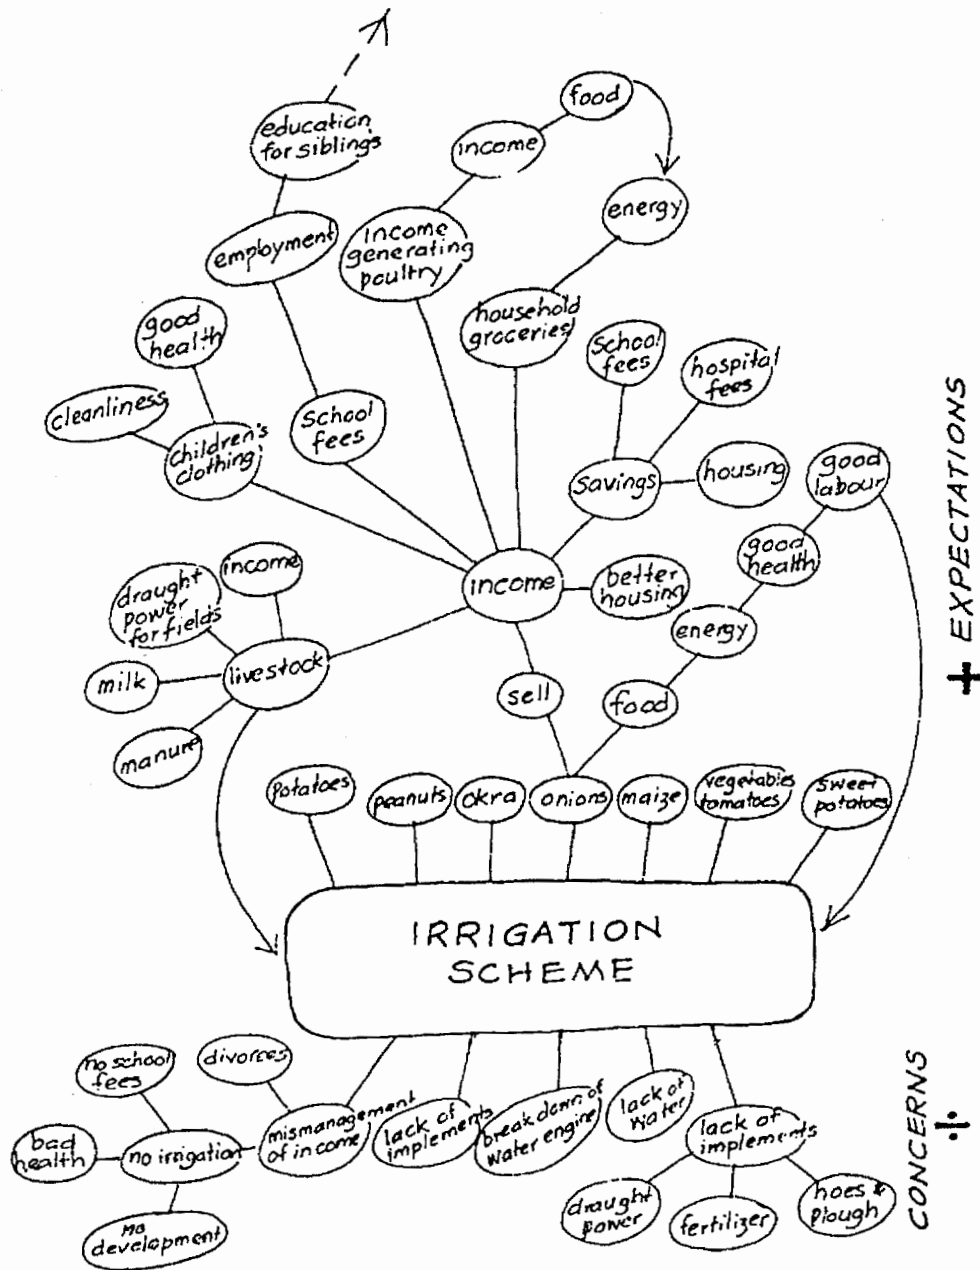 food
education
for siblings
income
energy
employment
income
generating
poultry
household
groceries
good
health
School
fees
hospital
fees
cleanliness
children's
clothing
School
fees
savings
housing
good
labour
+ EXPECTATIONS
draught
power
for fields
income
income
better
housing
good
health
energy
milk
livestock
sell
food
manure
potatoes
peanuts
okra
onions
maize
vegetables
tomatoes
sweet
potatoes
IRRIGATION
SCHEME
no school
fees
divorces
bad
health
no irrigation
mismanagement
of income
lack of
implements
break down of
water engine
lack of
water
lack of
implements
No
development
draught
power
fertilizer
hoes &
plough
CONCERNS ÷